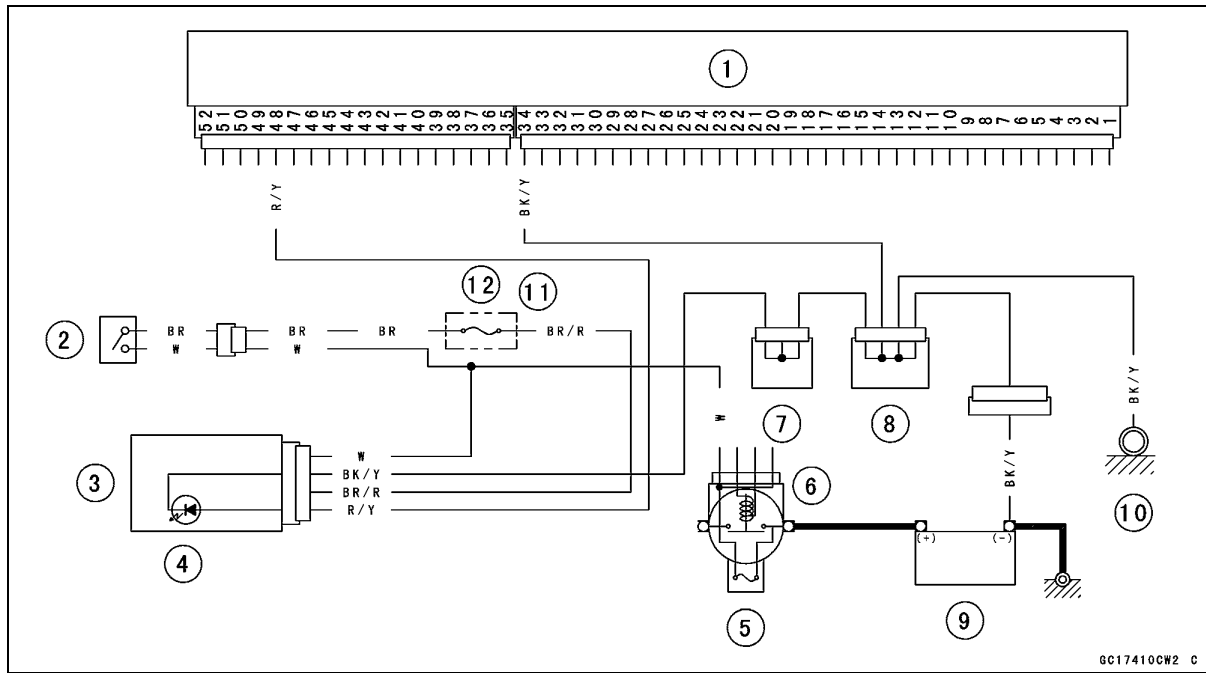 1
52 51 50 49 48 47 46 45 44 43 42 41 40 39 38 37 36 35 34 33 32 31 30 29 28 27 26 25 24 23 22 21 20 19 18 17 16 15 14 13 12 11 10 9 8 7 6 5 4 3 2 1
R/Y
BK/Y
12 11
2 BR BR BR BR/R
W W
BK/Y
7 8
W
3 W
BK/Y
BR/R
R/Y
6
BK/Y
10
4
(+) (-)
5 9
GC17410CW2 C